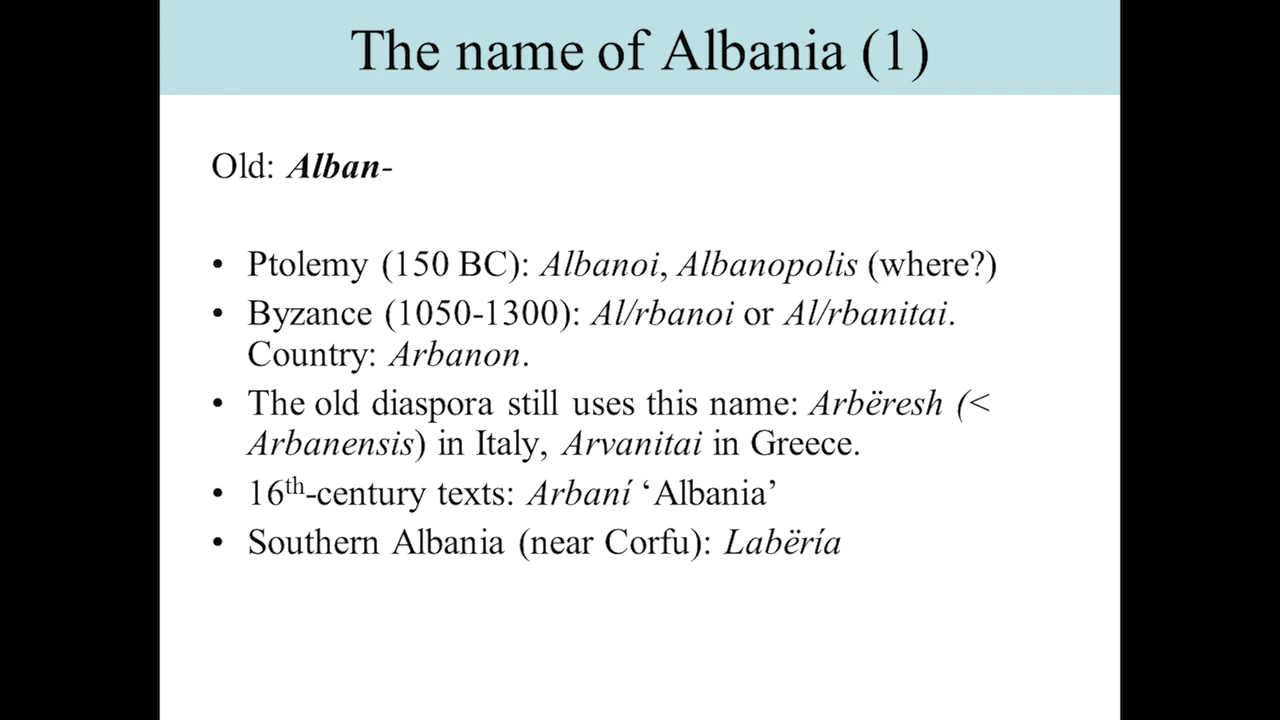 The name of Albania (1)
Old: Alban-
• Ptolemy (150 BC): Albanoi, Albanopolis (where?)
• Byzance (1050-1300): Al/rbanoi or Al/rbanitai.
Country: Arbanon.
• The old diaspora still uses this name: Arbëresh (<
Arbanensis) in Italy, Arvanitai in Greece.
• 16th-century texts: Arbaní ‘Albania’
• Southern Albania (near Corfu): Labëría